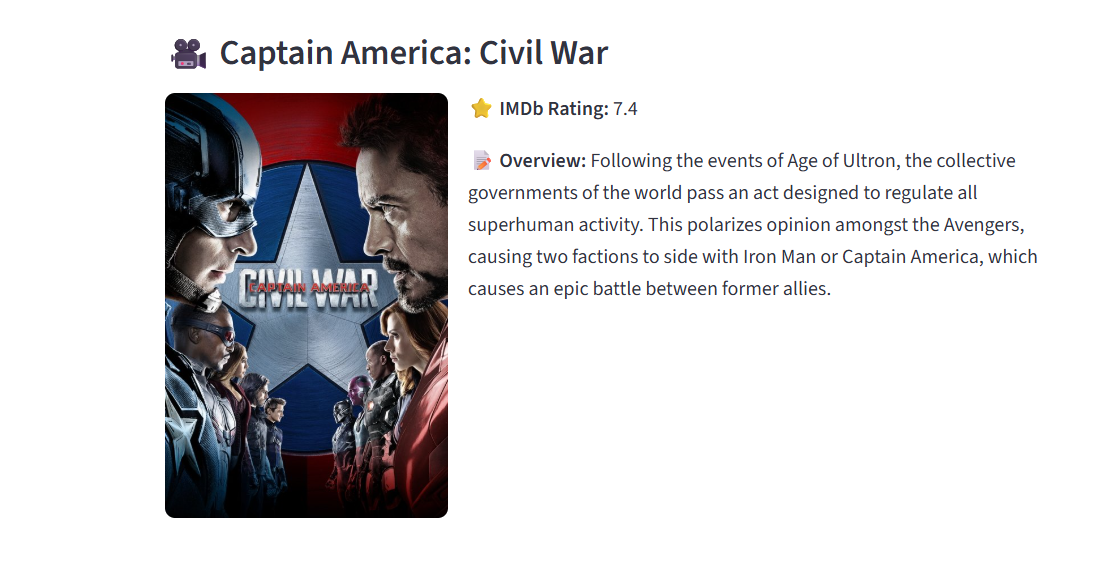 Captain America: Civil War
IMDb Rating: 7.4
Overview: Following the events of Age of Ultron, the collective
governments of the world pass an act designed to regulate all
superhuman activity. This polarizes opinion amongst the Avengers,
causing two factions to side with Iron Man or Captain America, which
causes an epic battle between former allies.
CIVIL WAR
CAPTAIN AMERICA